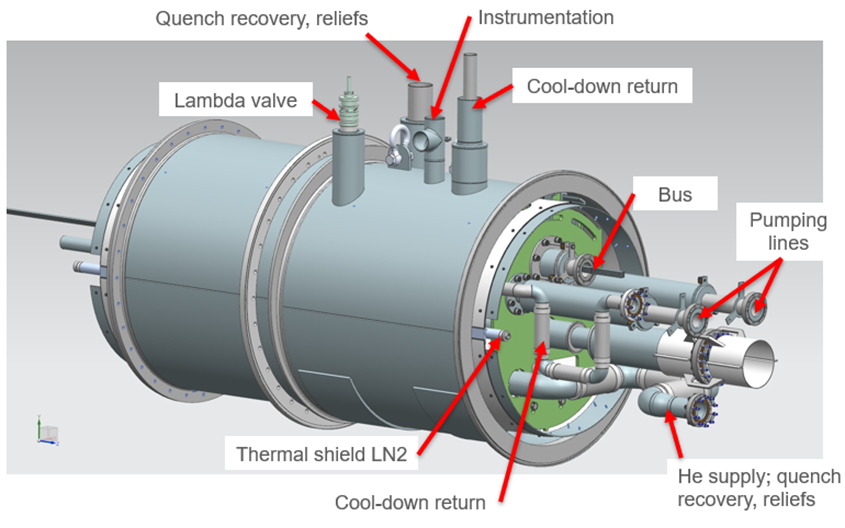 Quench recovery, reliefs
Instrumentation
Lambda valve
Cool-down return
Bus
Pumping
lines
Thermal shield LN2
Cool-down return
He supply; quench
recovery, reliefs